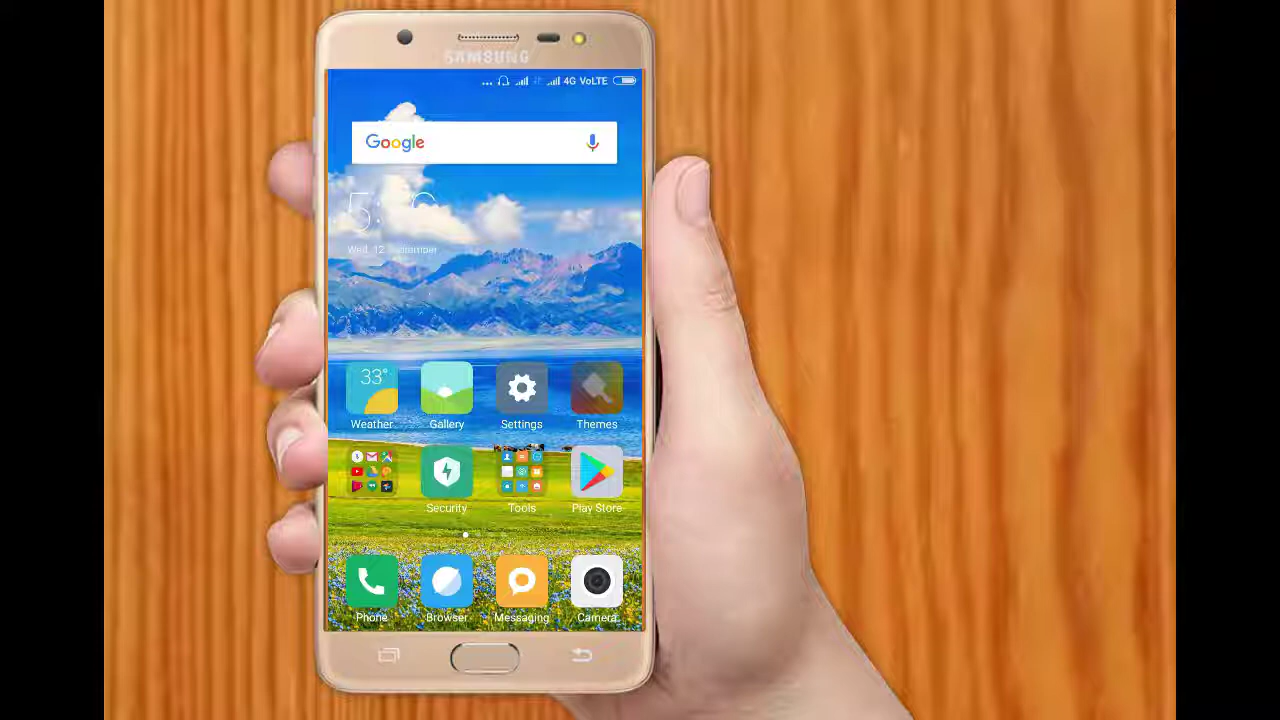 SAMSUNG
4G VoLTE
Google
33°
Weather
Gallery
Settings
Themes
Security
Tools
Play Store
Phone
Browser
Messaging
Camera